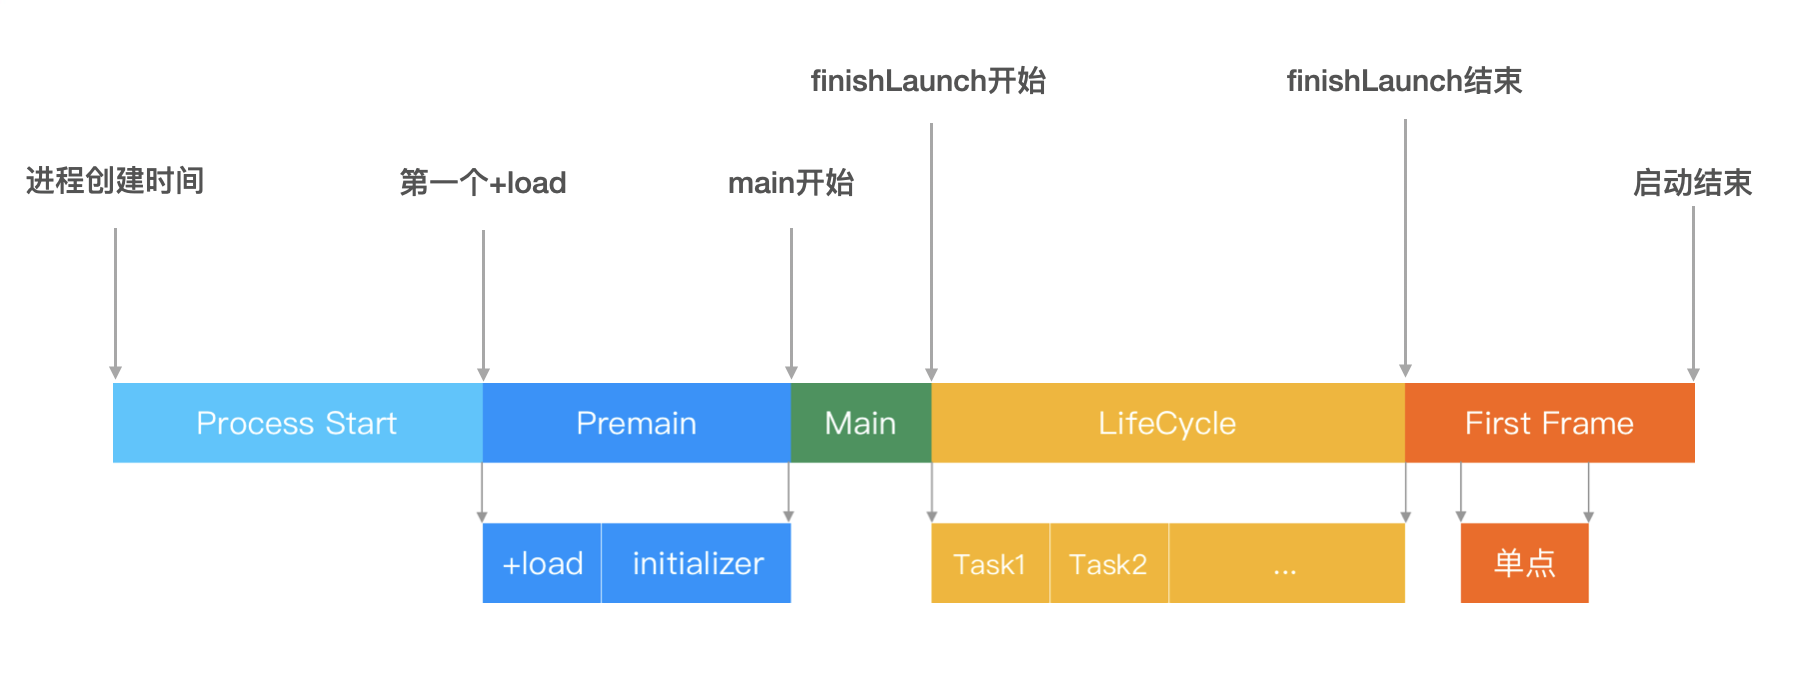 finishLaunch开始
finishLaunch结束
进程创建时间
第一个+load
main开始
启动结束
Process Start
Premain
Main
LifeCycle
First Frame
+load
initializer
Task1
Task2
...
单点